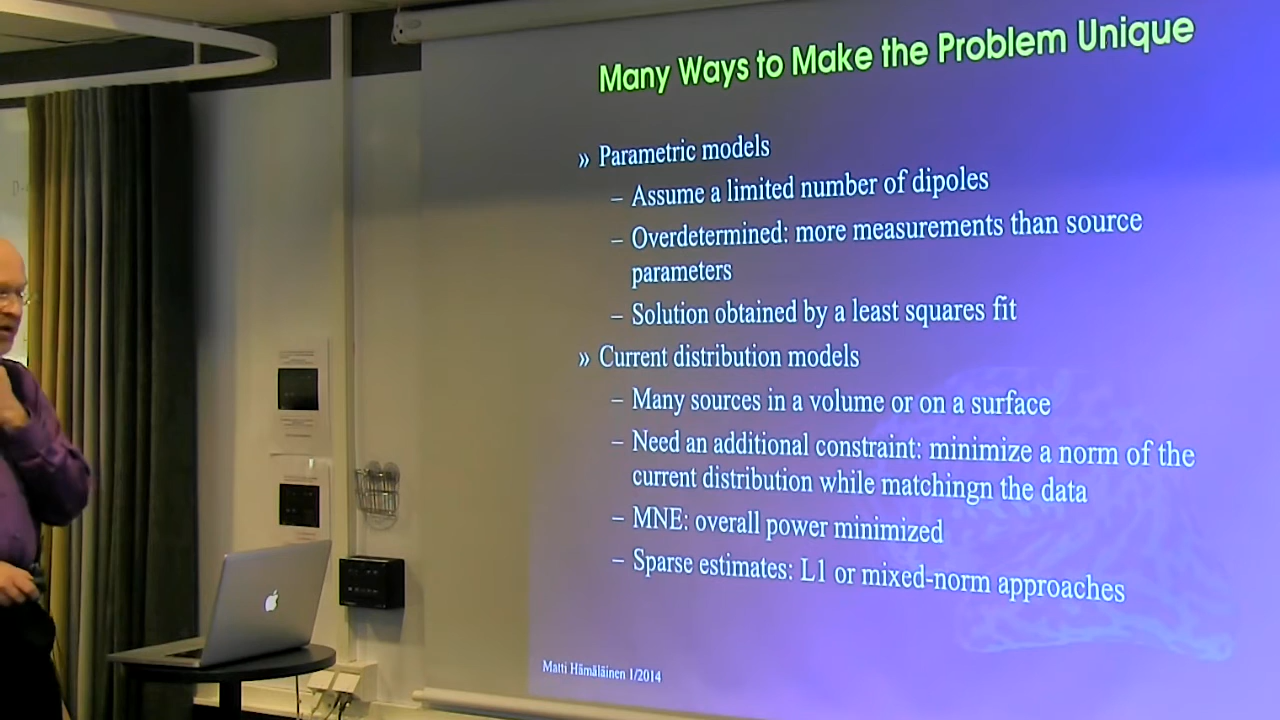 Many Ways to Make the Problem Unique
» Parametric models
– Assume a limited number of dipoles
– Overdetermined: more measurements than source
parameters
– Solution obtained by a least squares fit
» Current distribution models
– Many sources in a volume or on a surface
– Need an additional constraint: minimize a norm of the
current distribution while matchingn the data
– MNE: overall power minimized
– Sparse estimates: L1 or mixed-norm approaches
Matti Hämäläinen 1/2014